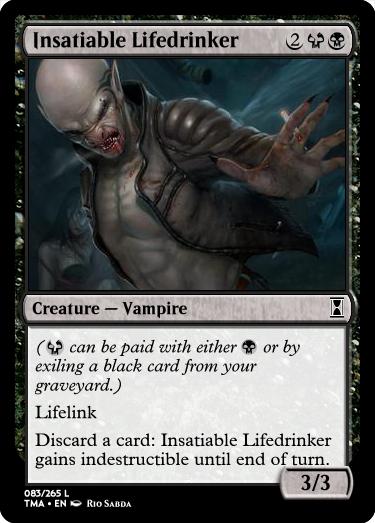 Insatiable Lifedrinker 2
Creature — Vampire
( can be paid with either or by
exiling a black card from your
graveyard.)
Lifelink
Discard a card: Insatiable Lifedrinker
gains indestructible until end of turn.
3/3
083/265 L
TMA • EN Rio Sabda